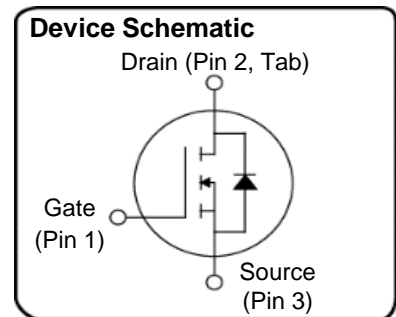 Device Schematic
Drain (Pin 2, Tab)
Gate
(Pin 1)
Source
(Pin 3)